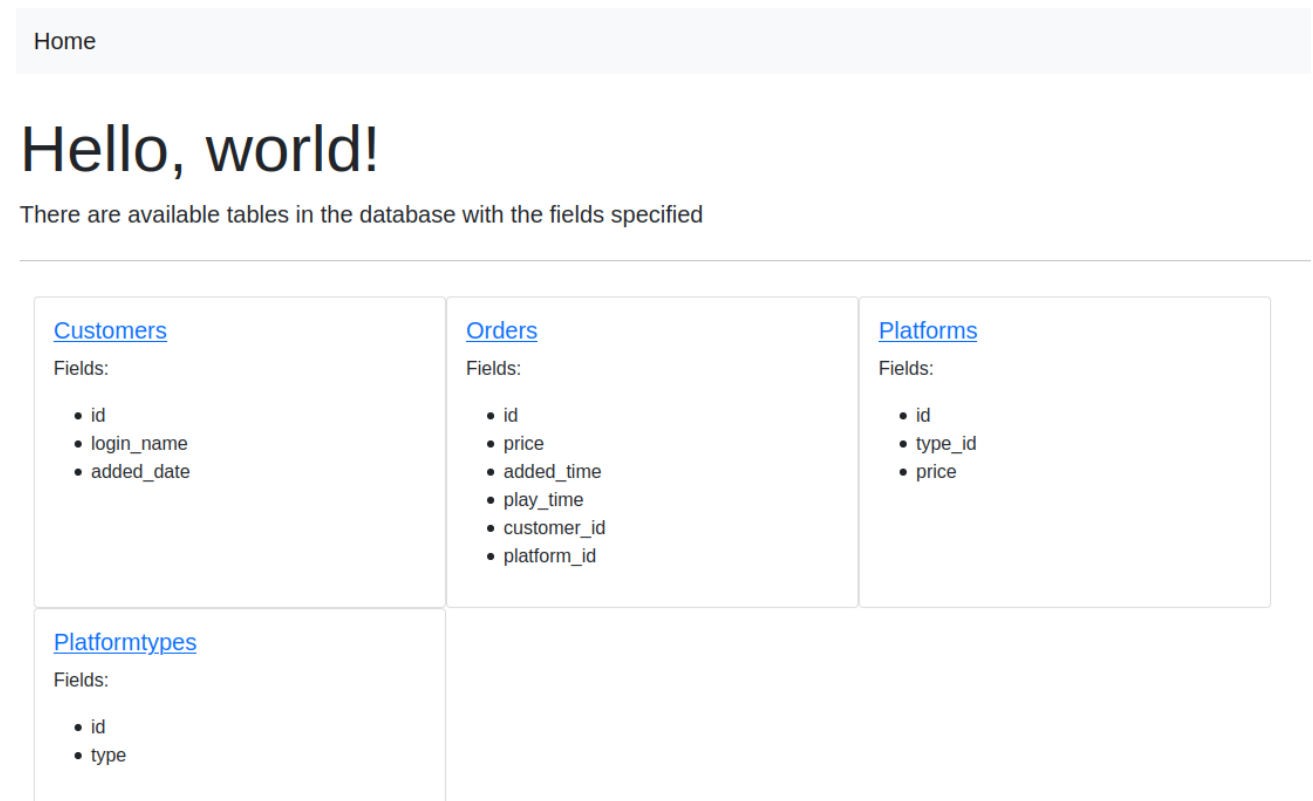 Home
Hello, world!
There are available tables in the database with the fields specified
Customers
Fields:
id
login_name
added_date
Orders
Fields:
id
price
added_time
play_time
customer_id
platform_id
Platforms
Fields:
id
type_id
price
Platformtypes
Fields:
id
type